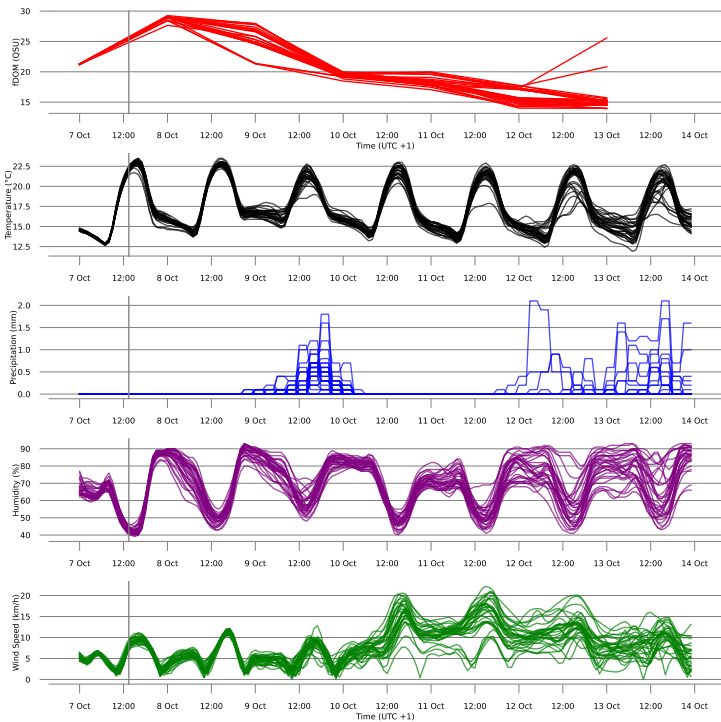 30
25
20
15
fDOM (QSU)
7 Oct 12:00 8 Oct 12:00 9 Oct 12:00 10 Oct 12:00 11 Oct 12:00 12 Oct 12:00 13 Oct 12:00 14 Oct
Time (UTC +1)
22.5
20.0
17.5
15.0
12.5
Temperature (°C)
7 Oct 12:00 8 Oct 12:00 9 Oct 12:00 10 Oct 12:00 11 Oct 12:00 12 Oct 12:00 13 Oct 12:00 14 Oct
2.0
1.5
1.0
0.5
0.0
Precipitation (mm)
7 Oct 12:00 8 Oct 12:00 9 Oct 12:00 10 Oct 12:00 11 Oct 12:00 12 Oct 12:00 13 Oct 12:00 14 Oct
90
80
70
60
50
40
Humidity (%)
7 Oct 12:00 8 Oct 12:00 9 Oct 12:00 10 Oct 12:00 11 Oct 12:00 12 Oct 12:00 13 Oct 12:00 14 Oct
20
15
10
5
0
Wind Speed (km/h)
7 Oct 12:00 8 Oct 12:00 9 Oct 12:00 10 Oct 12:00 11 Oct 12:00 12 Oct 12:00 13 Oct 12:00 14 Oct
Time (UTC +1)